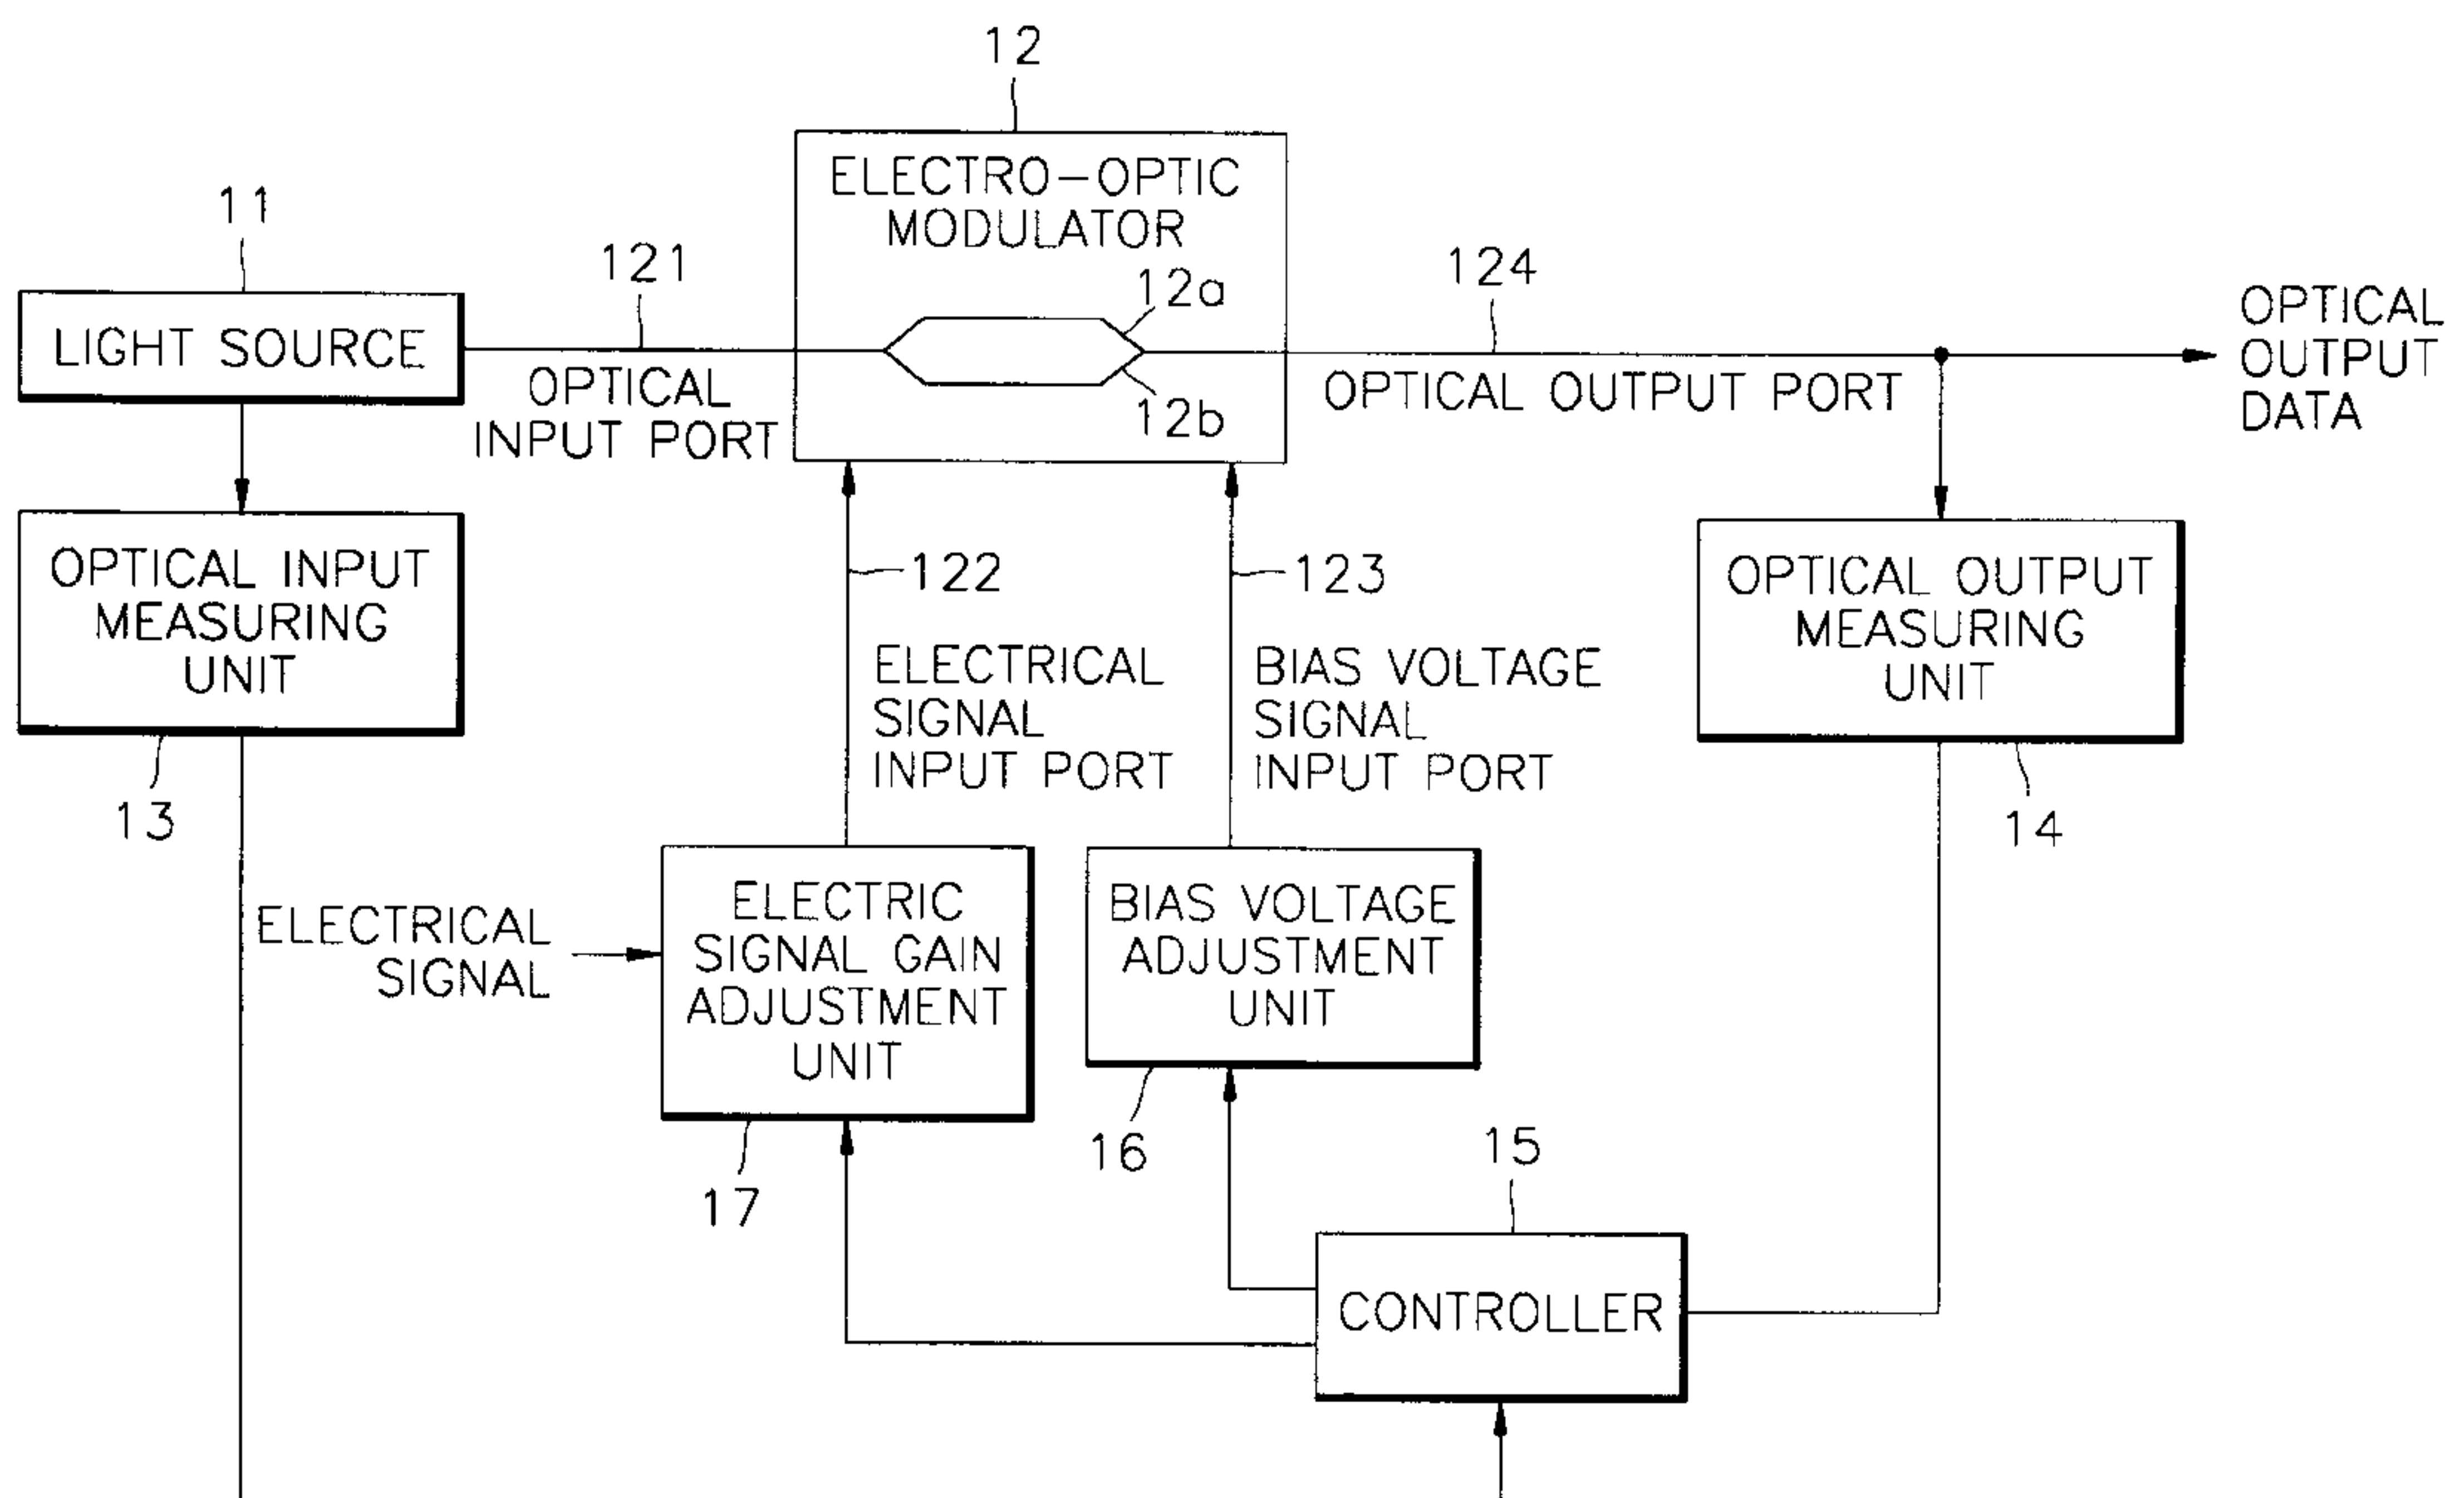 12
ELECTRO-OPTIC
MODULATOR
11
121
12a
124
LIGHT SOURCE
OPTICAL
INPUT PORT
12b
OPTICAL OUTPUT PORT
OPTICAL
OUTPUT
DATA
OPTICAL INPUT
MEASURING
UNIT
13
122
ELECTRICAL
SIGNAL
INPUT PORT
123
BIAS VOLTAGE
SIGNAL
INPUT PORT
OPTICAL OUTPUT
MEASURING
UNIT
14
ELECTRICAL
SIGNAL
ELECTRIC
SIGNAL GAIN
ADJUSTMENT
UNIT
17
BIAS VOLTAGE
ADJUSTMENT
UNIT
16
15
CONTROLLER